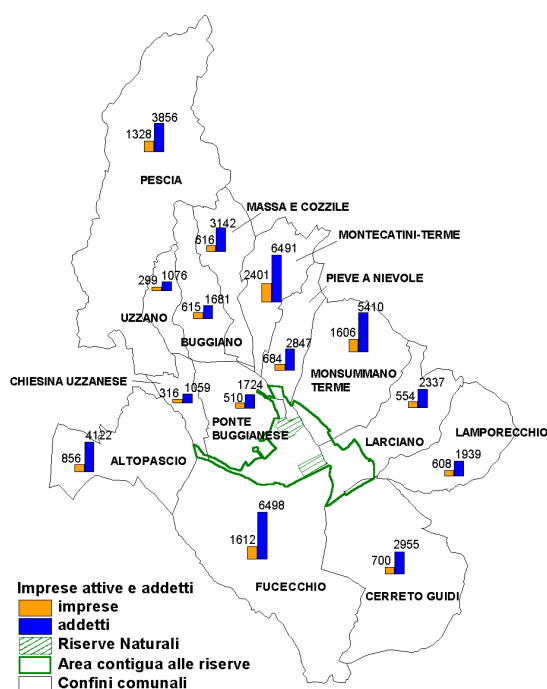 3856
1328
PESCIA
MASSA E COZZILE
3142
616
MONTECATINI-TERME
6491
2401
PIEVE A NIEVOLE
299
1076
UZZANO
1681
615
BUGGIANO
5410
1606
MONSUMMANO
TERME
2847
684
CHIESINA UZZANESE
316
1059
1724
510
PONTE
BUGGIANESE
2337
554
LARCIANO
LAMPORECCHIO
1939
608
4122
856
ALTOPASCIO
6498
1612
FUCECCHIO
2955
700
CERRETO GUIDI
Imprese attive e addetti
imprese
addetti
Riserve Naturali
Area contigua alle riserve
Confini comunali